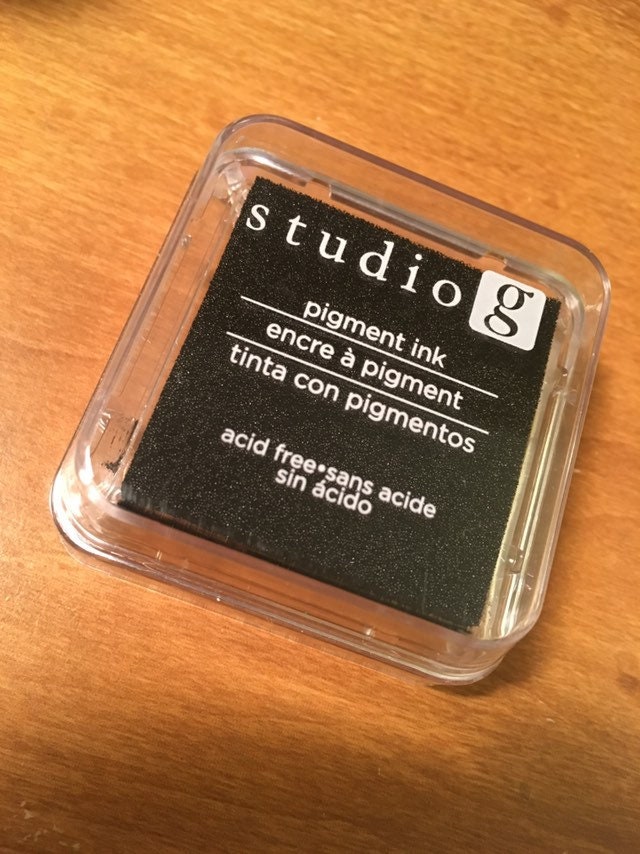 studio g
pigment ink
encre à pigment
tinta con pigmentos
acid free•sans acide
sin ácido